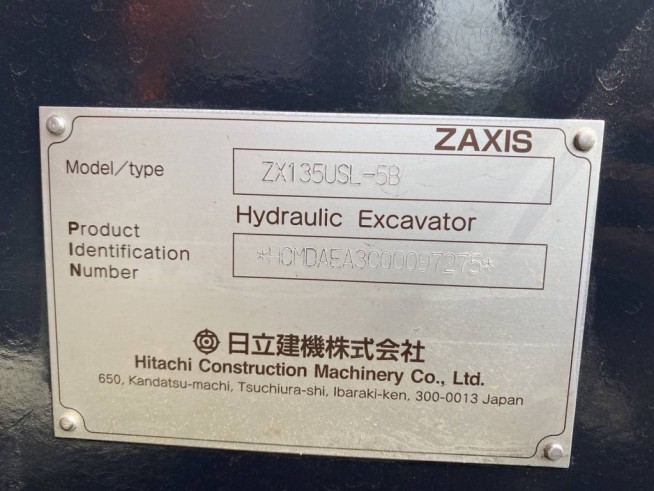 ZAXIS
Model/type ZX135USL-5B
Hydraulic Excavator
Product
Identification
Number
*HCMDAEA3C00097275*
日立建機株式会社
Hitachi Construction Machinery Co., Ltd.
650, Kandatsu-machi, Tsuchiura-shi, Ibaraki-ken, 300-0013 Japan